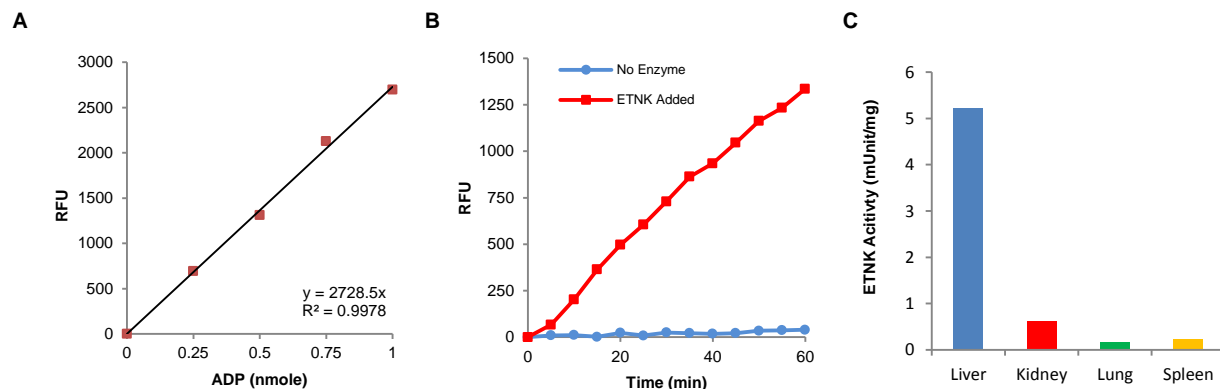 A
3000
2500
2000
1500
1000
500
0
RFU
0 0.25 0.5 0.75 1
ADP (nmole)
y = 2728.5x
R² = 0.9978
B
1500
1250
1000
750
500
250
0
RFU
No Enzyme
ETNK Added
0 20 40 60
Time (min)
C
6
5
4
3
2
1
0
ETNK Acitivty (mUnit/mg)
Liver Kidney Lung Spleen